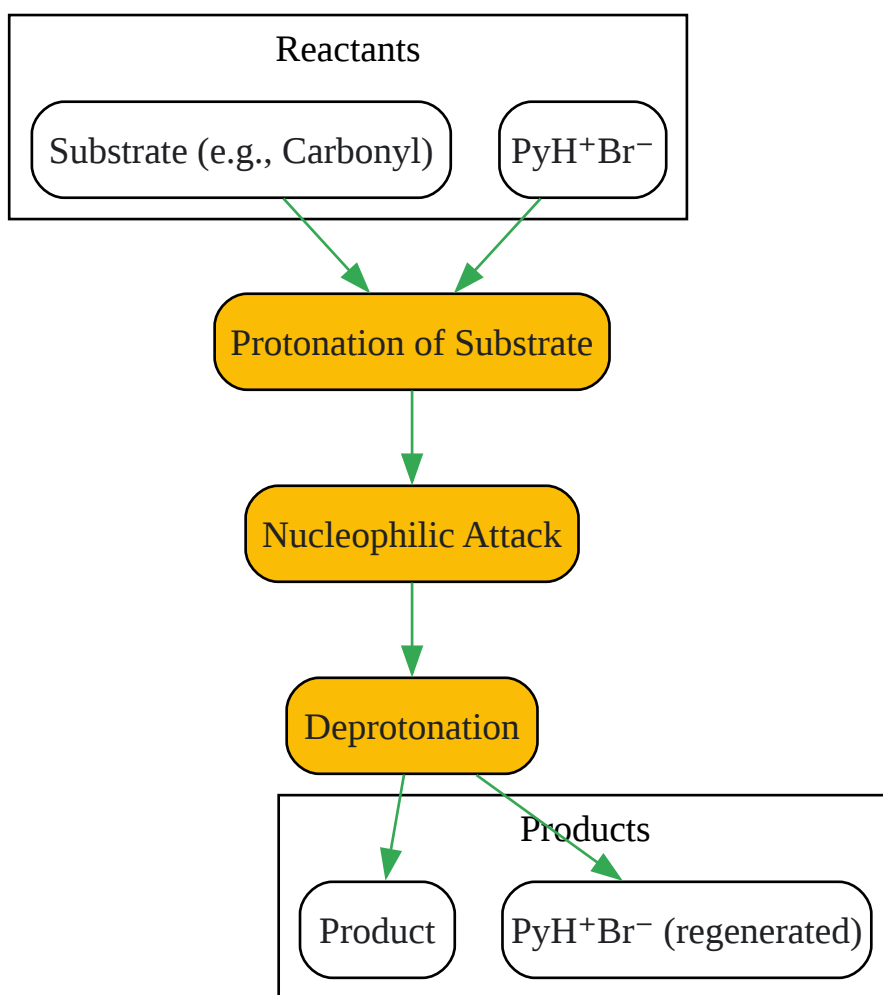 Reactants
Substrate (e.g., Carbonyl)
PyH⁺Br⁻
Protonation of Substrate
Nucleophilic Attack
Deprotonation
Products
Product
PyH⁺Br⁻ (regenerated)